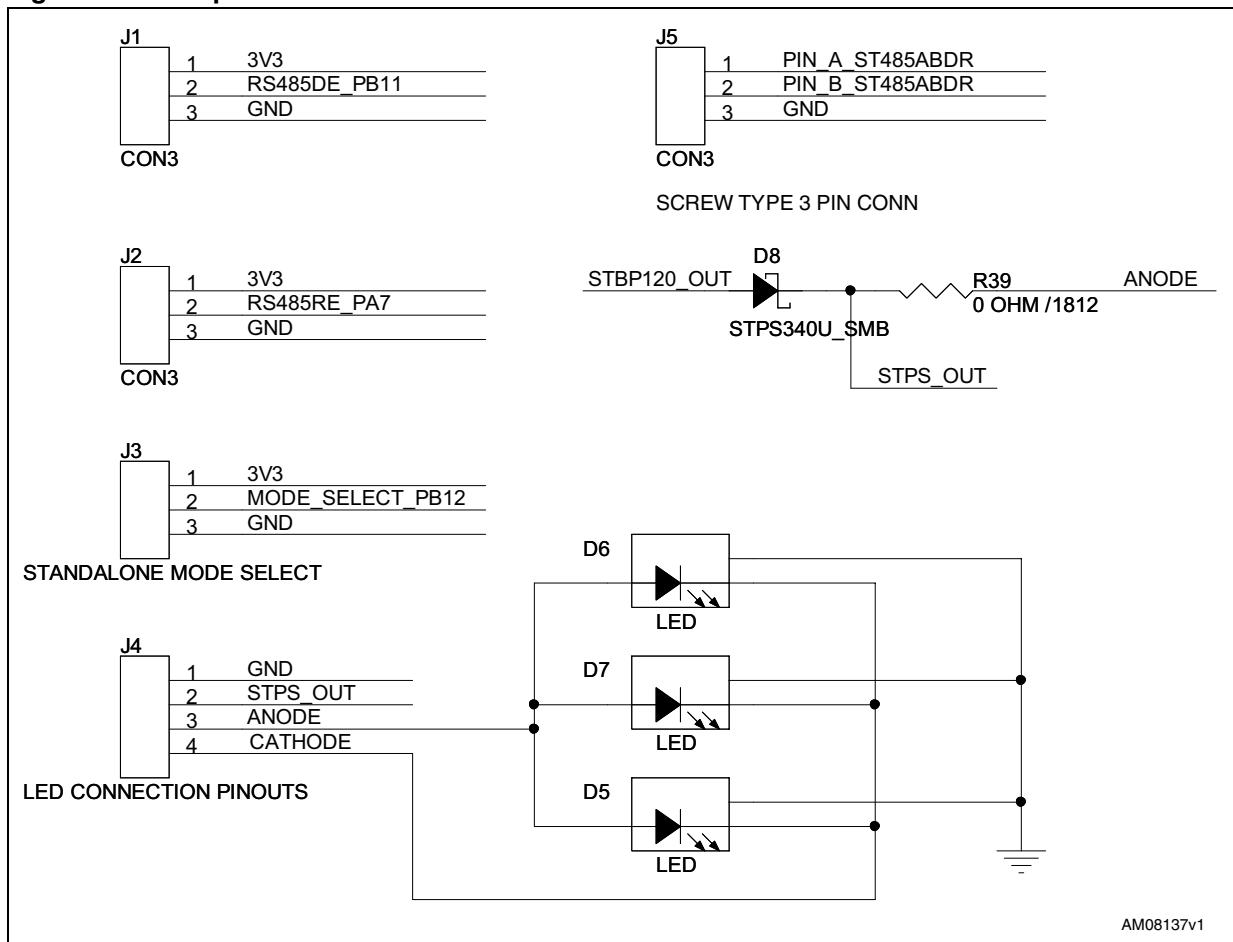 J1
1 3V3
2 RS485DE_PB11
3 GND
CON3
J5
1 PIN_A_ST485ABDR
2 PIN_B_ST485ABDR
3 GND
CON3
SCREW TYPE 3 PIN CONN
J2
1 3V3
2 RS485RE_PA7
3 GND
CON3
STBP120_OUT
D8
STPS340U_SMB
R39
0 OHM /1812
ANODE
STPS_OUT
J3
1 3V3
2 MODE_SELECT_PB12
3 GND
STANDALONE MODE SELECT
J4
1 GND
2 STPS_OUT
3 ANODE
4 CATHODE
LED CONNECTION PINOUTS
D6
LED
D7
LED
D5
LED
AM08137v1